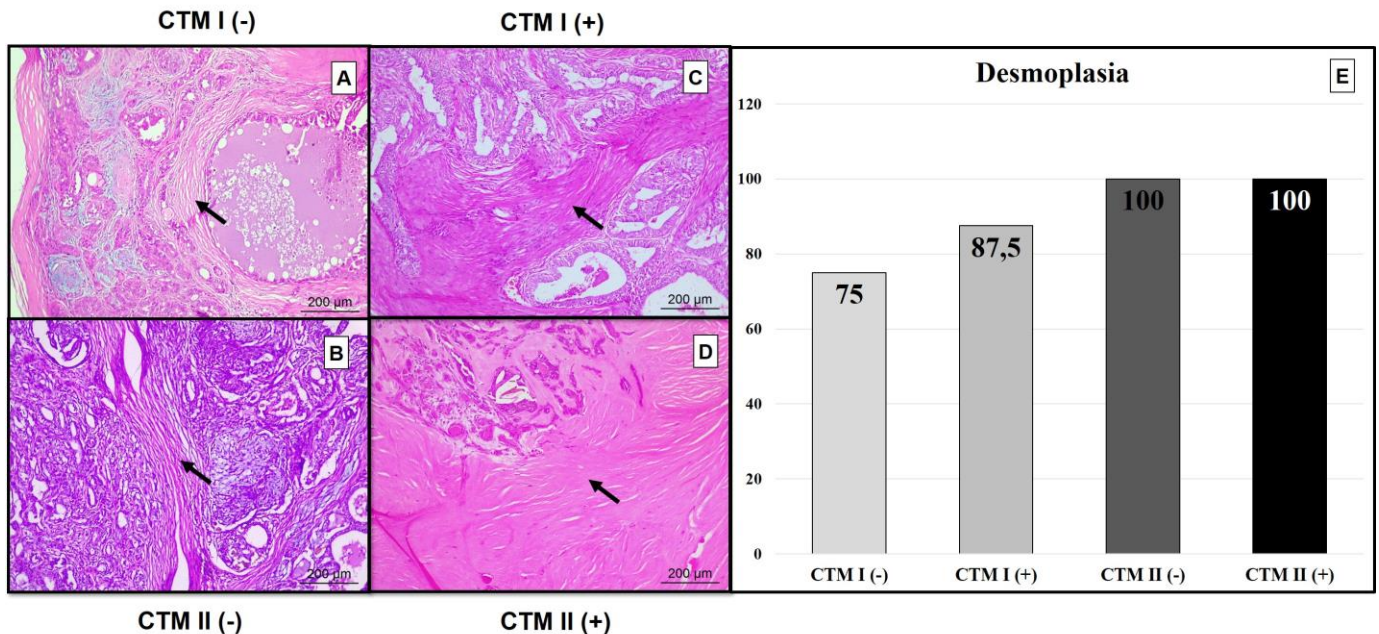 CTM I (-)
CTM I (+)
A
200 µm
C
200 µm
B
200 µm
D
200 µm
CTM II (-)
CTM II (+)
Desmoplasia
E
120
100
80
60
40
20
0
75
87,5
100
100
CTM I (-)
CTM I (+)
CTM II (-)
CTM II (+)